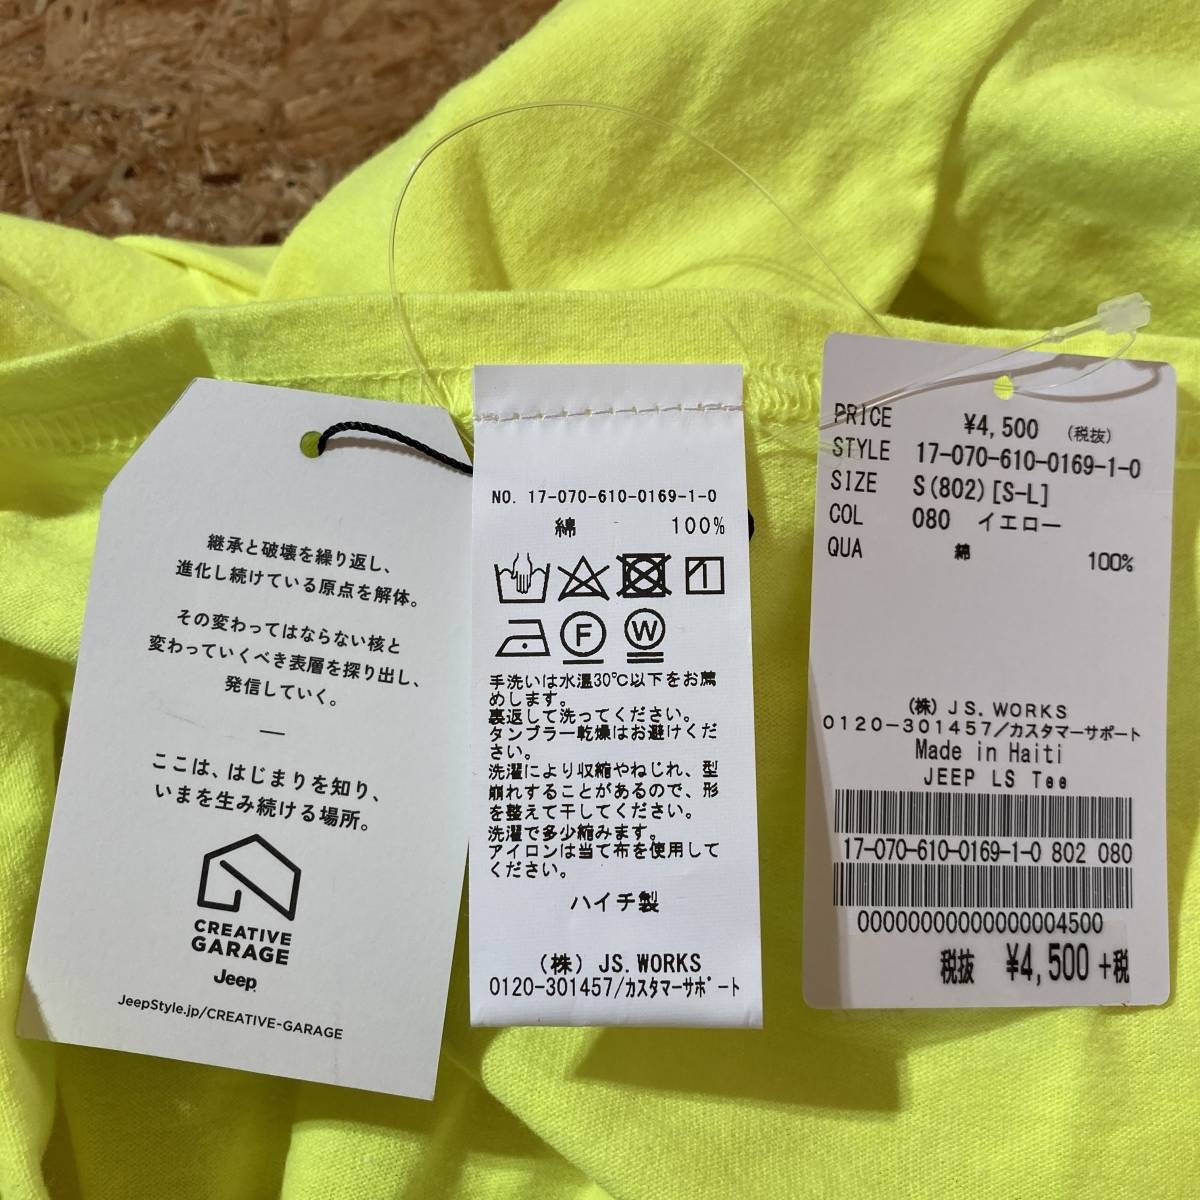 継承と破壊を繰り返し、
進化し続けている原点を解体。
その変わってはならない核と
変わっていくべき表層を探り出し、
発信していく。
—
ここは、はじまりを知り、
いまを生み続ける場所。
CREATIVE
GARAGE
Jeep
JeepStyle.jp/CREATIVE-GARAGE
NO. 17-070-610-0169-1-0
綿 100%
F W
手洗いは水温30℃以下をお薦
めします。
裏返して洗ってください。
タンブラー乾燥はお避けくだ
さい。
洗濯により収縮やねじれ、型
崩れすることがあるので、形
を整えて干してください。
洗濯で多少縮みます。
アイロンは当て布を使用して
ください。
ハイチ製
(株) JS.WORKS
0120-301457/カスタマーサポート
PRICE ¥4,500 (税抜)
STYLE 17-070-610-0169-1-0
SIZE S(802)[S-L]
COL 080 イエロー
QUA 綿 100%
(株) JS.WORKS
0120-301457/カスタマーサポート
Made in Haiti
JEEP LS Tee
17-070-610-0169-1-0 802 080
00000000000000004500
税抜 ¥4,500 +税